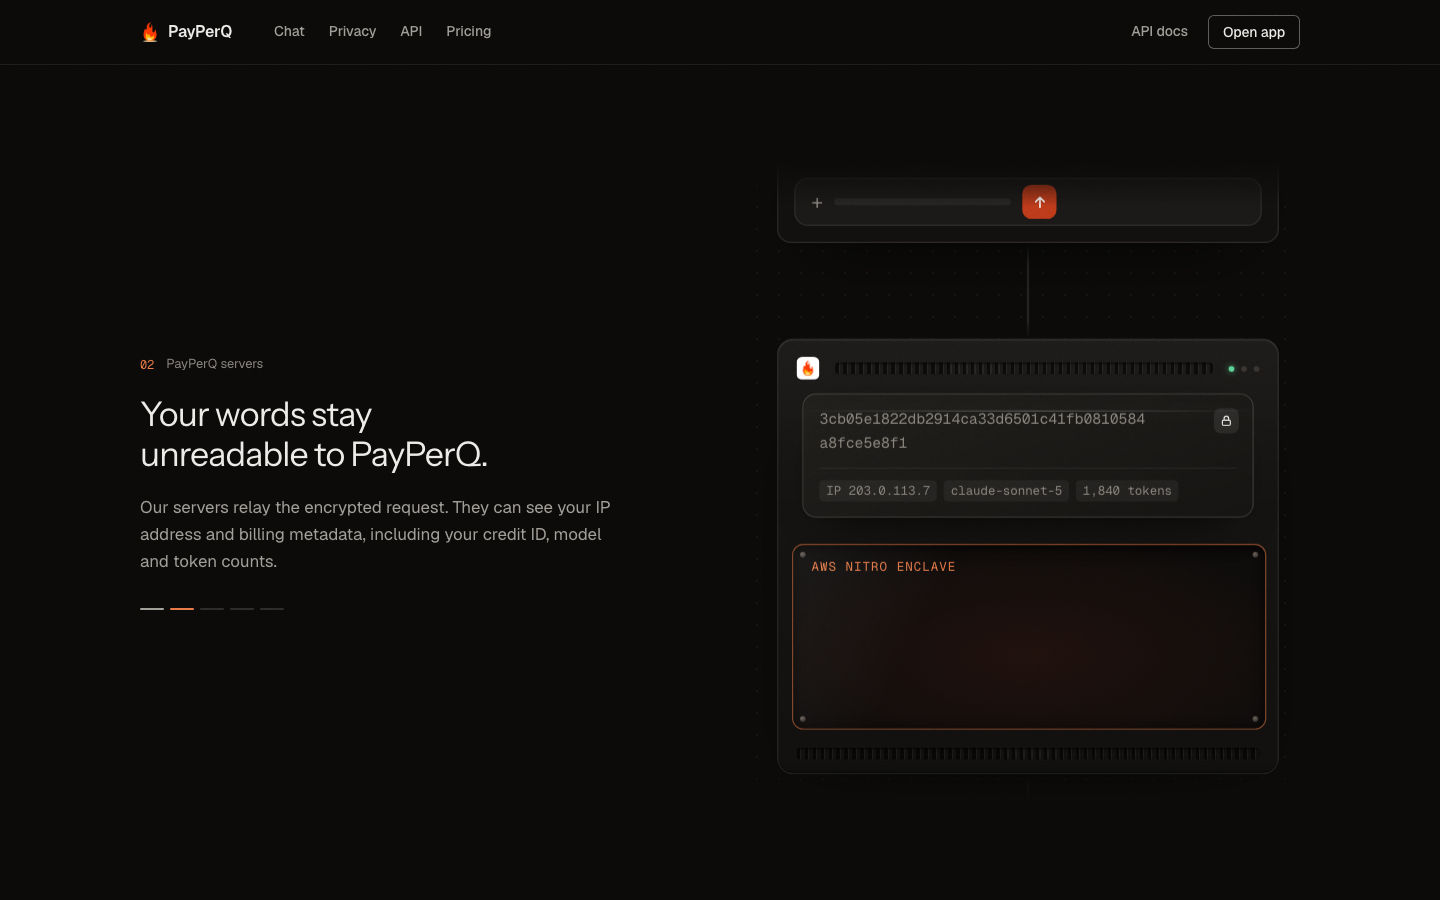 PayPerQ
Chat
Privacy
API
Pricing
API docs
Open app
02 PayPerQ servers
Your words stay
unreadable to PayPerQ.
Our servers relay the encrypted request. They can see your IP
address and billing metadata, including your credit ID, model
and token counts.
3cb05e1822db2914ca33d6501c41fb0810584
a8fce5e8f1
IP 203.0.113.7
claude-sonnet-5
1,840 tokens
AWS NITRO ENCLAVE